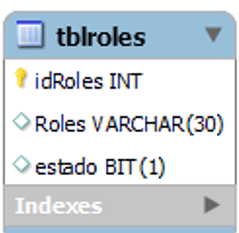 tblroles
idRoles INT
Roles VARCHAR(30)
estado BIT(1)
Indexes